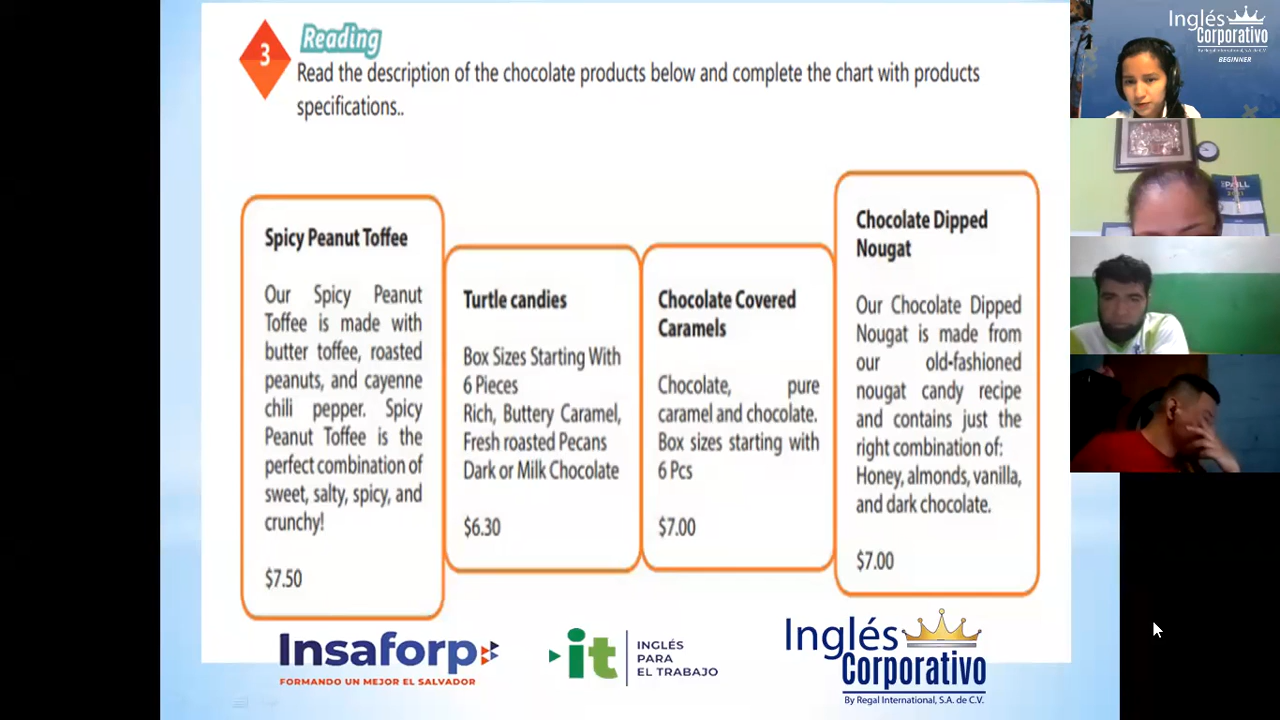 3
Reading
Read the description of the chocolate products below and complete the chart with products
specifications..
Spicy Peanut Toffee
Our Spicy Peanut
Toffee is made with
butter toffee, roasted
peanuts, and cayenne
chili pepper. Spicy
Peanut Toffee is the
perfect combination of
sweet, salty, spicy, and
crunchy!
$7.50
Turtle candies
Box Sizes Starting With
6 Pieces
Rich, Buttery Caramel,
Fresh roasted Pecans
Dark or Milk Chocolate
$6.30
Chocolate Covered
Caramels
Chocolate, pure
caramel and chocolate.
Box sizes starting with
6 Pcs
$7.00
Chocolate Dipped
Nougat
Our Chocolate Dipped
Nougat is made from
our old-fashioned
nougat candy recipe
and contains just the
right combination of:
Honey, almonds, vanilla,
and dark chocolate.
$7.00
Insaforp
FORMANDO UN MEJOR EL SALVADOR
it
INGLÉS
PARA
EL TRABAJO
Inglés
Corporativo
By Regal International, S.A. de C.V.
Inglés
Corporativo
By Regal International, S.A. de C.V.
BEGINNER